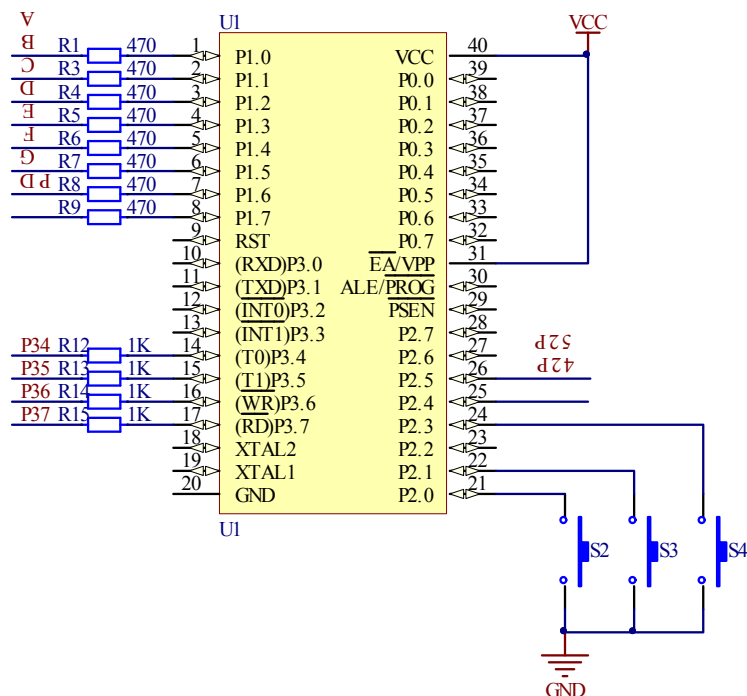 A
U1
VCC
B R1 470 1 P1.0 VCC 40
C R3 470 2 P1.1 P0.0 39
D R4 470 3 P1.2 P0.1 38
E R5 470 4 P1.3 P0.2 37
F R6 470 5 P1.4 P0.3 36
G R7 470 6 P1.5 P0.4 35
P D R8 470 7 P1.6 P0.5 34
R9 470 8 P1.7 P0.6 33
9 RST P0.7 32
10 (RXD)P3.0 EA/VPP 31
11 (TXD)P3.1 ALE/PROG 30
12 (INT0)P3.2 PSEN 29
13 (INT1)P3.3 P2.7 28
P34 R12 1K 14 (T0)P3.4 P2.6 27 52P
P35 R13 1K 15 (T1)P3.5 P2.5 26 42P
P36 R14 1K 16 (WR)P3.6 P2.4 25
P37 R15 1K 17 (RD)P3.7 P2.3 24
18 XTAL2 P2.2 23
19 XTAL1 P2.1 22
20 GND P2.0 21
U1
S2 S3 S4
GND